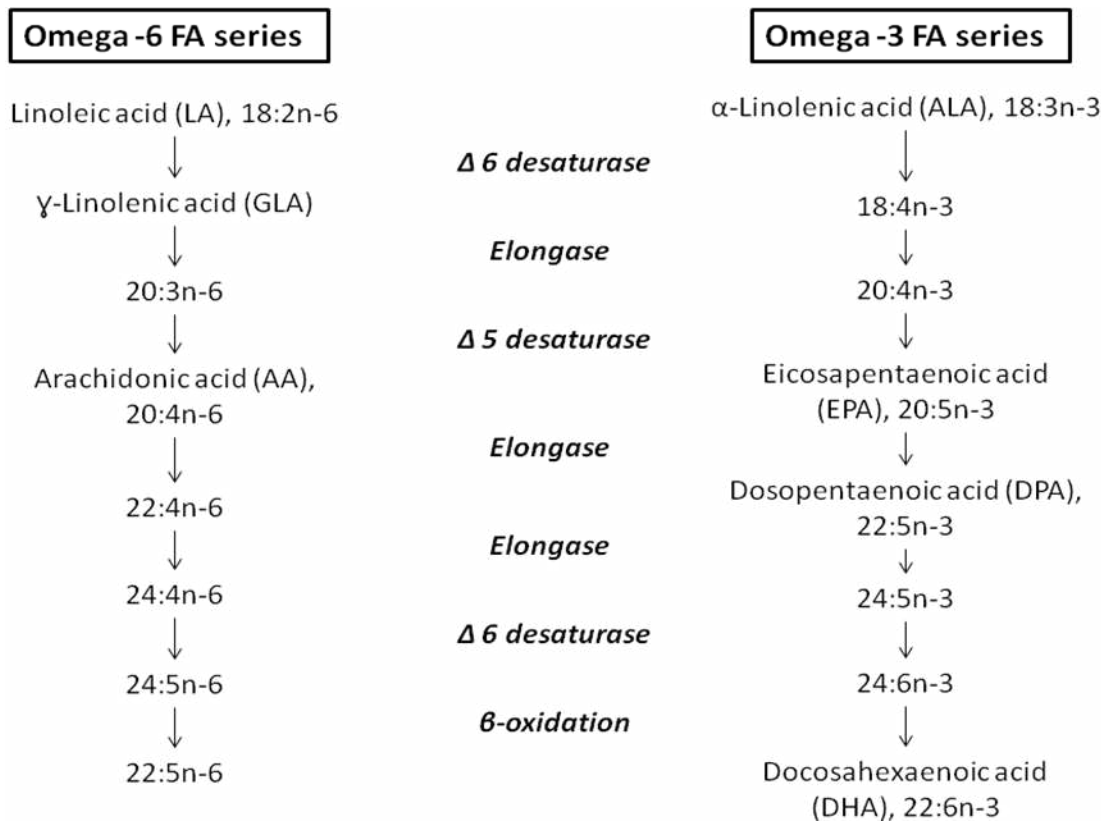 Omega -6 FA series
Linoleic acid (LA), 18:2n-6
ɣ-Linolenic acid (GLA)
20:3n-6
Arachidonic acid (AA),
20:4n-6
22:4n-6
24:4n-6
24:5n-6
22:5n-6
Δ 6 desaturase
Elongase
Δ 5 desaturase
Elongase
Elongase
Δ 6 desaturase
β-oxidation
Omega -3 FA series
α-Linolenic acid (ALA), 18:3n-3
18:4n-3
20:4n-3
Eicosapentaenoic acid
(EPA), 20:5n-3
Dosopentaenoic acid (DPA),
22:5n-3
24:5n-3
24:6n-3
Docosahexaenoic acid
(DHA), 22:6n-3